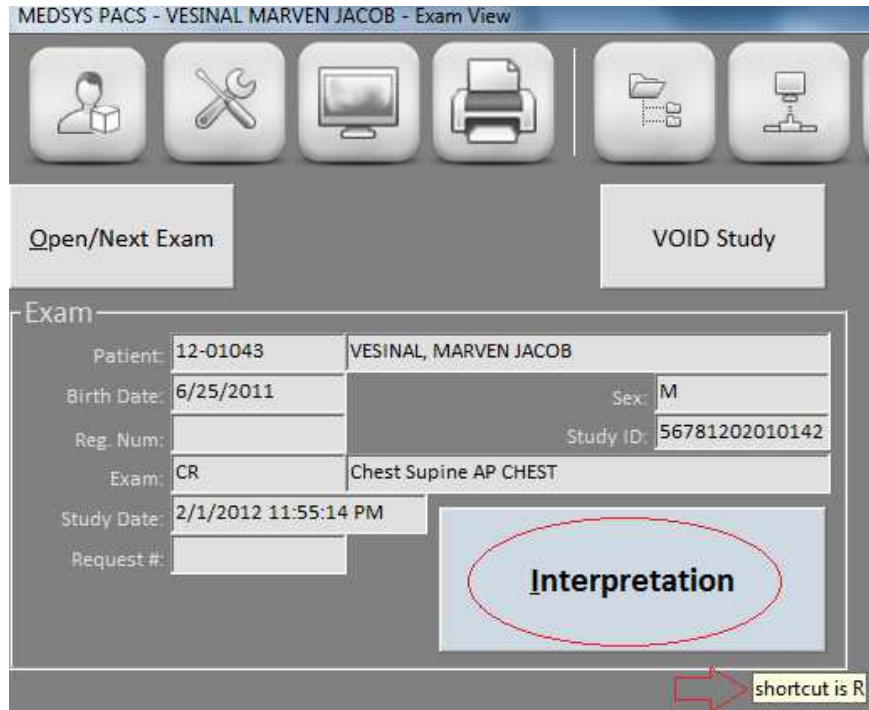 MEDSYS PACS - VESINAL MARVEN JACOB - Exam View
Open/Next Exam
VOID Study
Exam
Patient: 12-01043 VESINAL, MARVEN JACOB
Birth Date: 6/25/2011 Sex: M
Reg. Num: Study ID: 56781202010142
Exam: CR Chest Supine AP CHEST
Study Date: 2/1/2012 11:55:14 PM
Request #:
Interpretation
shortcut is R